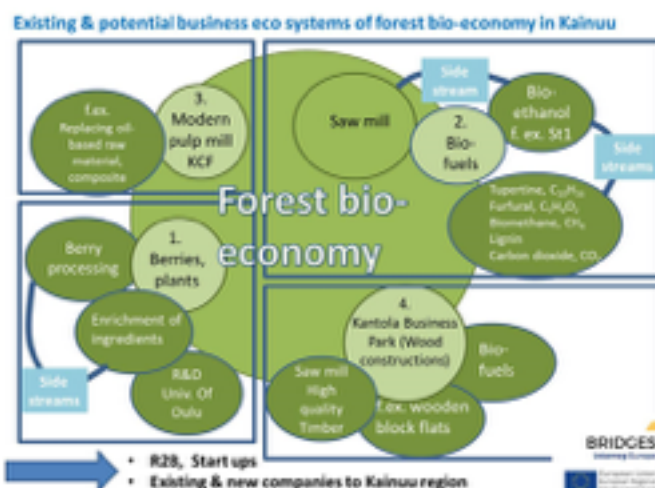 Existing & potential business eco systems of forest bio-economy in Kainuu
f.ex.
Replacing oil-
based raw
material,
composite
3.
Modern
pulp mill
KCF
Saw mill
Side
stream
2.
Bio-
fuels
Bio-
ethanol
f. ex. St1
Side
streams
Tupertine,
Furfural,
Biomethane, CH₄
Lignin
Carbon dioxide, CO₂
Forest bio-
economy
Berry
processing
1.
Berries,
plants
Enrichment of
ingredients
Side
streams
R&D
Univ. Of
Oulu
4.
Kantola Business
Park (Wood
constructions)
Bio-
fuels
Saw mill
High
quality
Timber
f.ex. wooden
block flats
BRIDGES
Interreg Europe
• R2B, Start ups
• Existing & new companies to Kainuu region
European Union